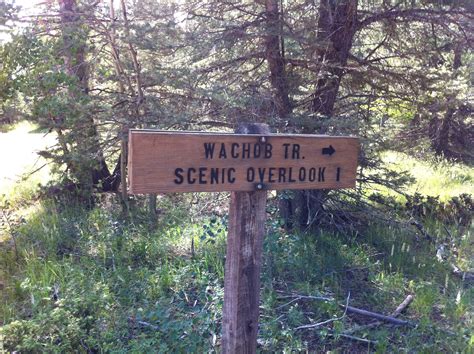 WACHOB TR. →
SCENIC OVERLOOK 1